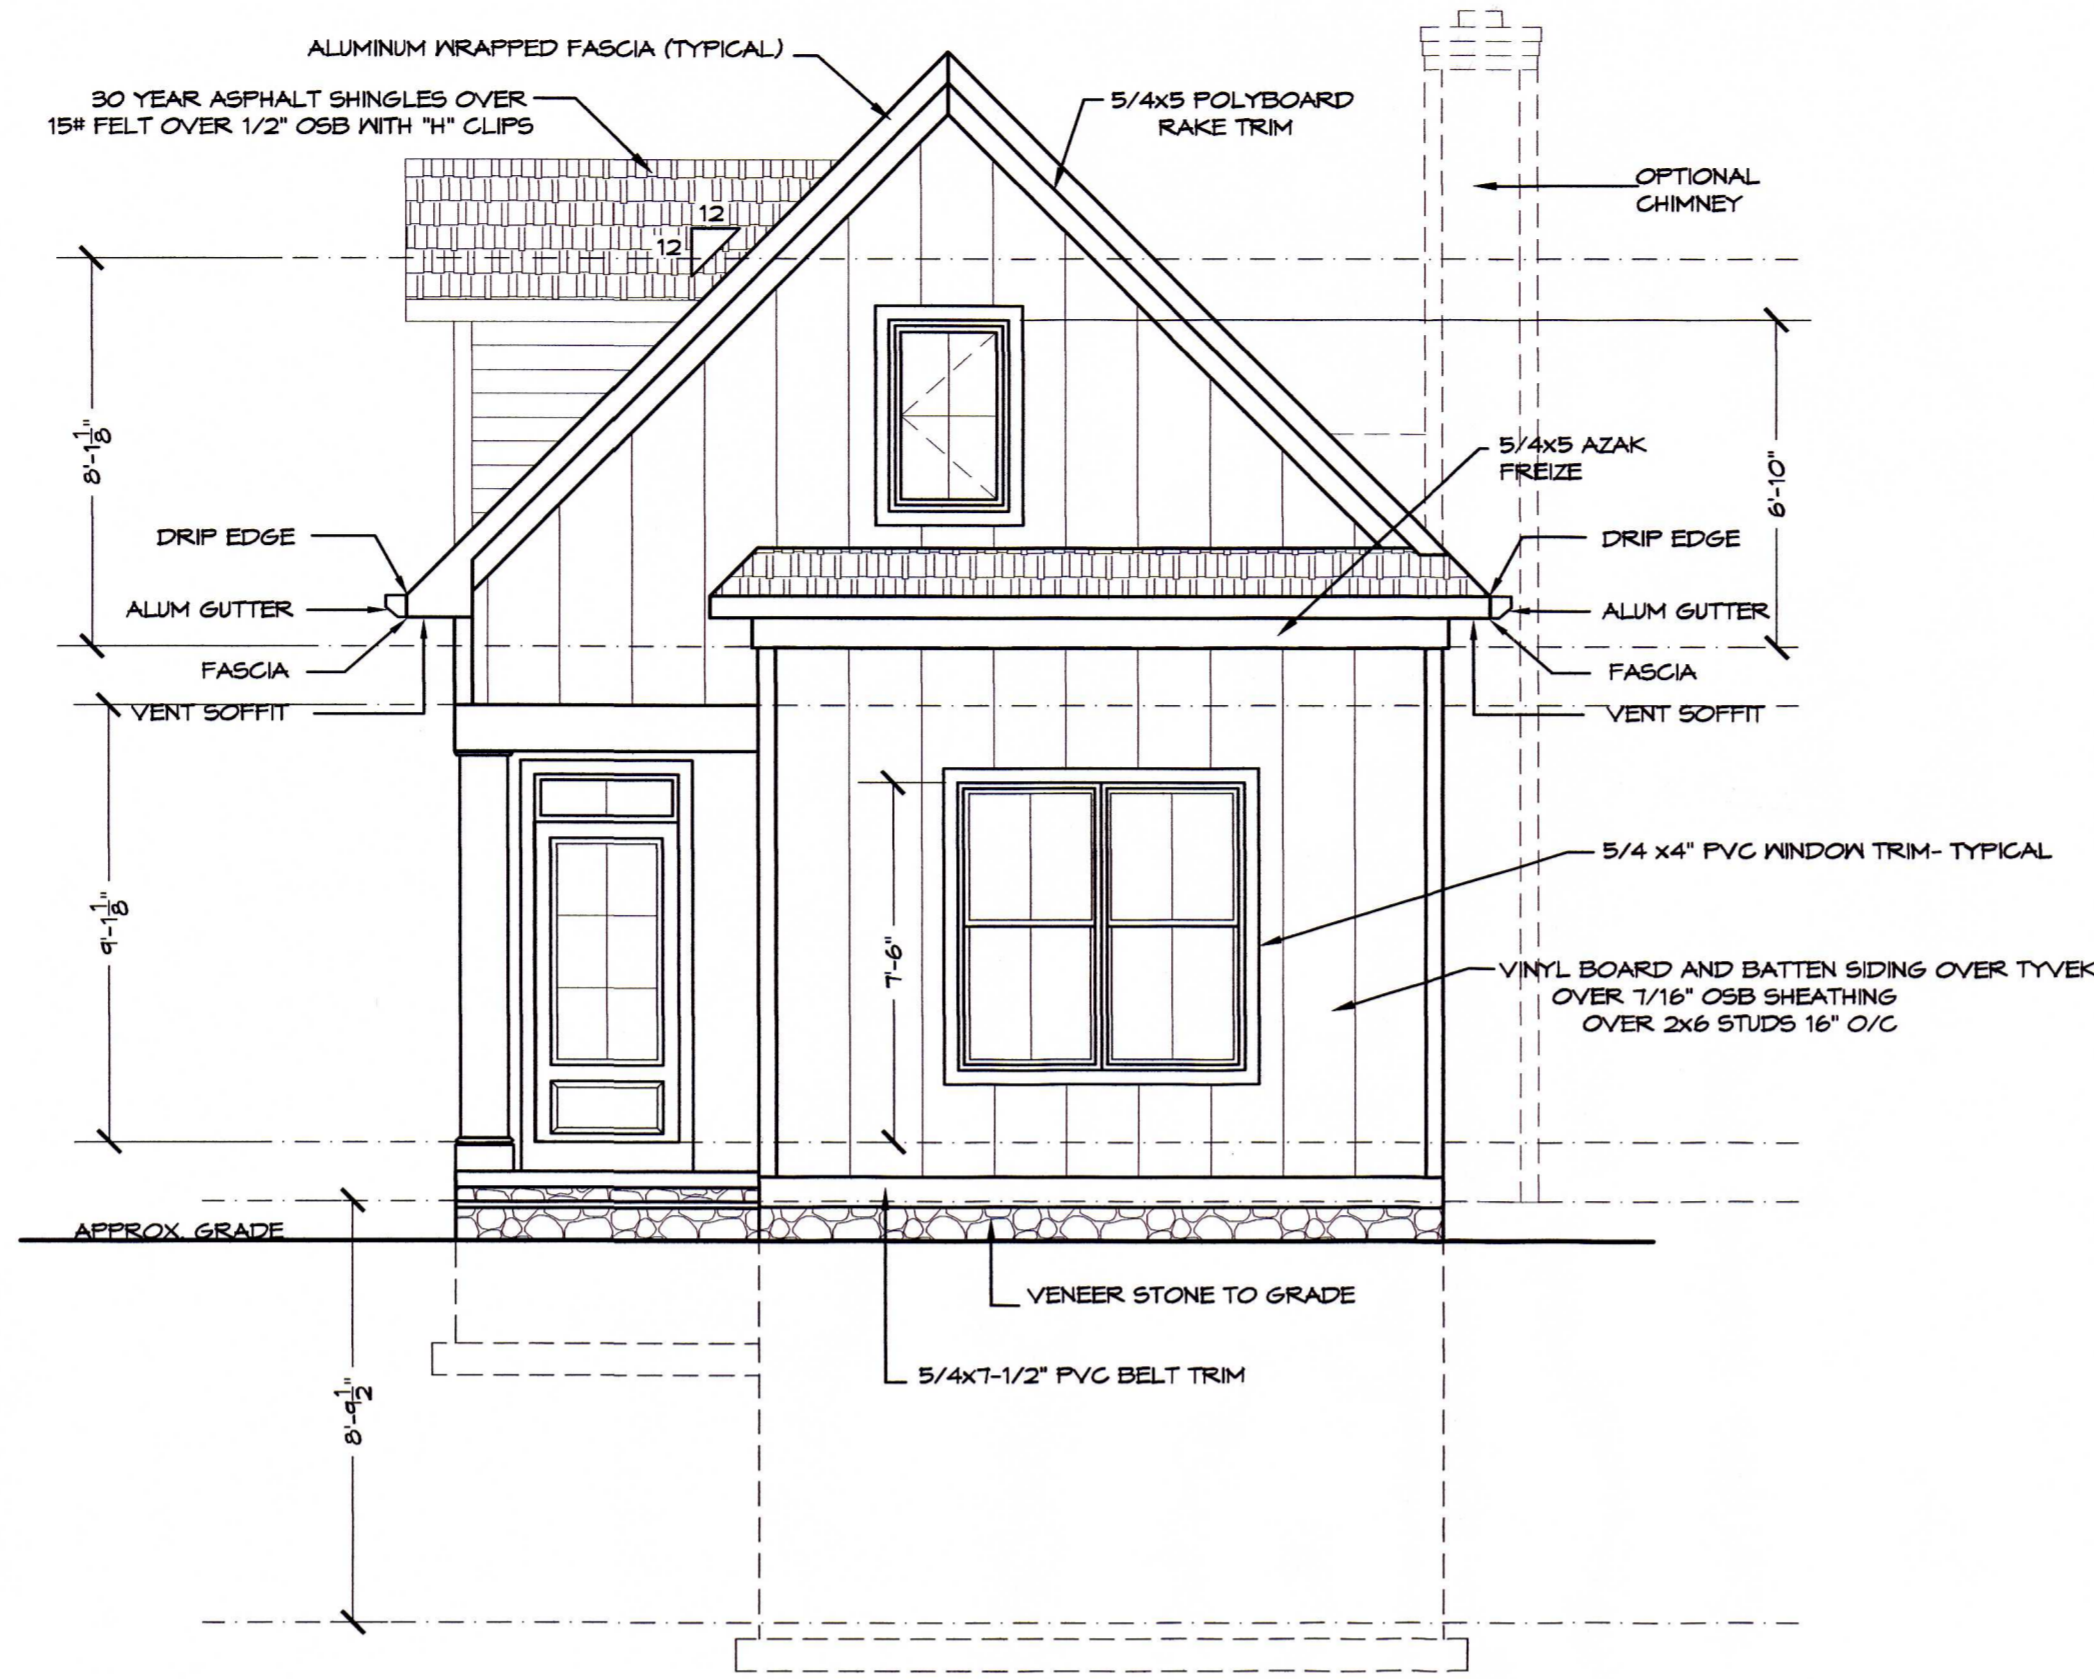 ALUMINUM WRAPPED FASCIA (TYPICAL)
30 YEAR ASPHALT SHINGLES OVER
15# FELT OVER 1/2" OSB WITH "H" CLIPS
5/4x5 POLYBOARD
RAKE TRIM
OPTIONAL
CHIMNEY
12
12
8'-1 1/8"
5/4x5 AZAK
FREIZE
6'-10"
DRIP EDGE
ALUM GUTTER
FASCIA
VENT SOFFIT
DRIP EDGE
ALUM GUTTER
FASCIA
VENT SOFFIT
9'-1 1/8"
7'-6"
5/4 x4" PVC WINDOW TRIM- TYPICAL
VINYL BOARD AND BATTEN SIDING OVER TYVEK
OVER 7/16" OSB SHEATHING
OVER 2x6 STUDS 16" O/C
APPROX. GRADE
VENEER STONE TO GRADE
5/4x7-1/2" PVC BELT TRIM
8'-9 1/2"